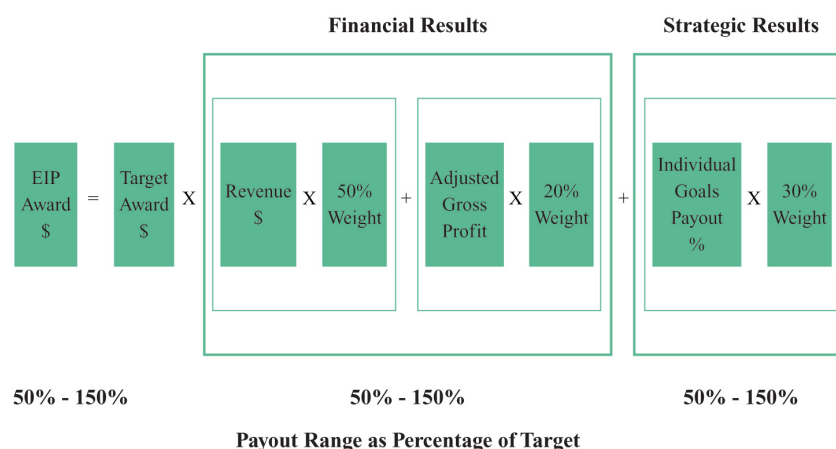 Financial Results
Strategic Results
EIP
Award
$
=
Target
Award
$
X
Revenue
$
X
50%
Weight
+
Adjusted
Gross
Profit
X
20%
Weight
+
Individual
Goals
Payout
%
X
30%
Weight
50% - 150%
50% - 150%
50% - 150%
Payout Range as Percentage of Target